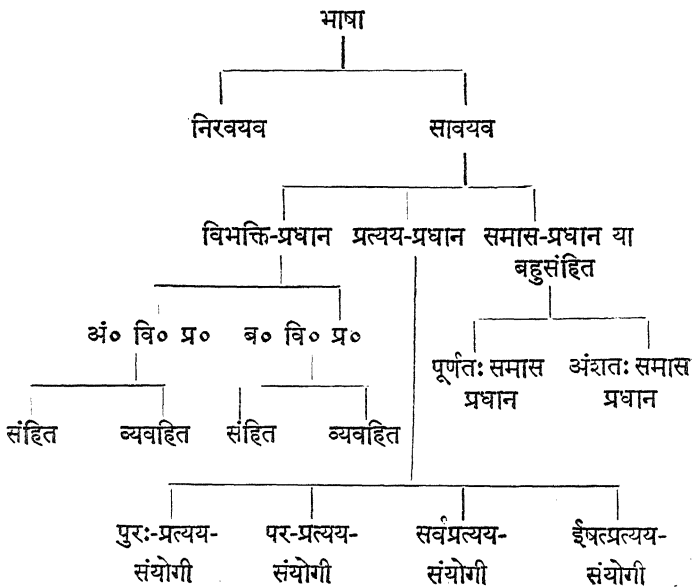 भाषा
निरवयव सावयव
विभक्ति-प्रधान प्रत्यय-प्रधान समास-प्रधान या
बहुसंहित
अं० वि० प्र० ब० वि० प्र०
पूर्णतः समास अंशतः समास
प्रधान प्रधान
संहित व्यवहित संहित व्यवहित
पुरः-प्रत्यय- पर-प्रत्यय- सर्वप्रत्यय- ईषत्प्रत्यय-
संयोगी संयोगी संयोगी संयोगी